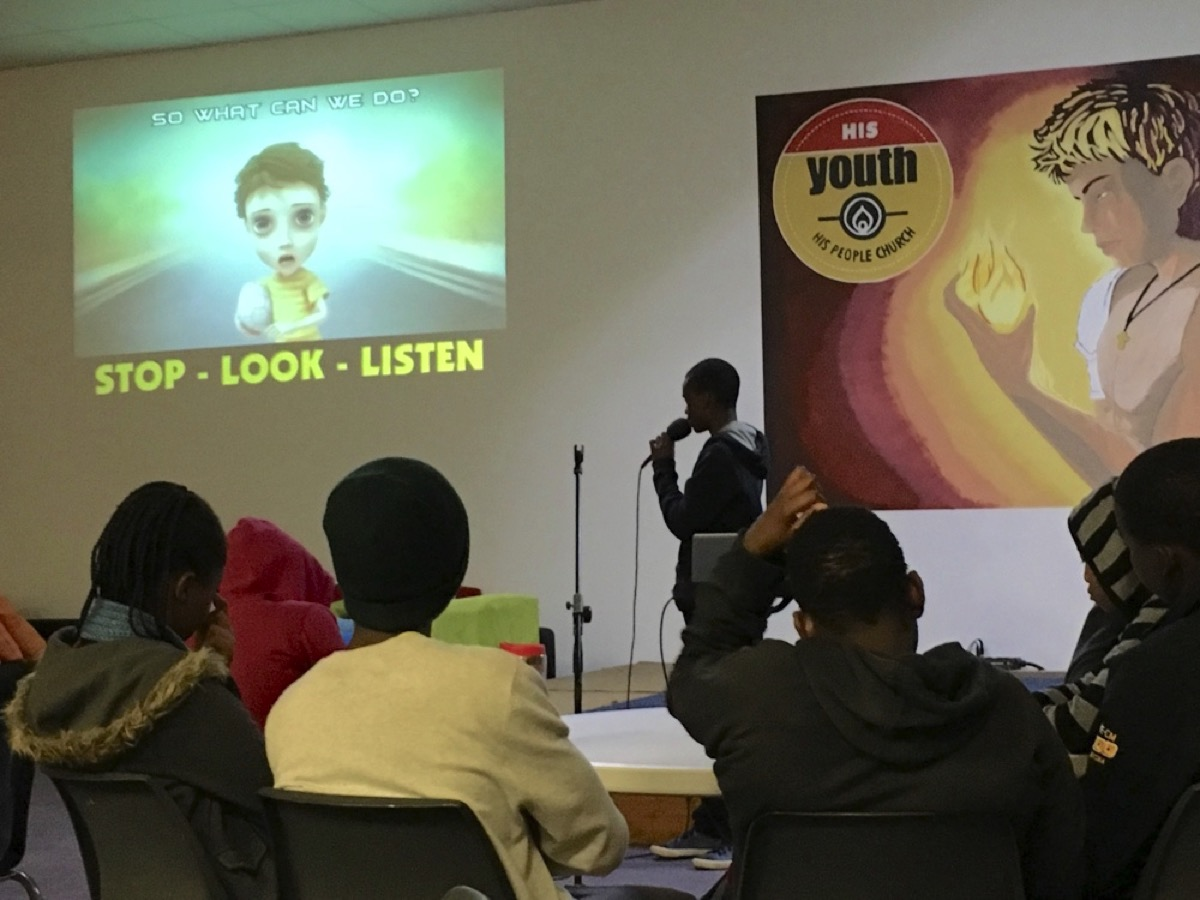 SO WHAT CAN WE DO?
STOP - LOOK - LISTEN
HIS
youth
HIS PEOPLE CHURCH